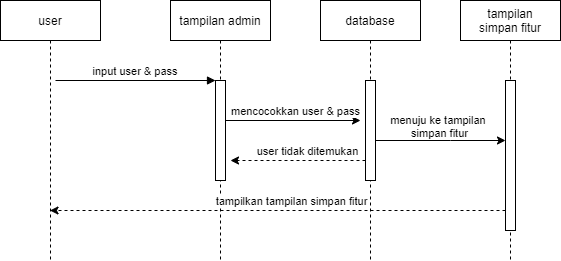 user
tampilan admin
database
tampilan
simpan fitur
input user & pass
mencocokkan user & pass
menuju ke tampilan
simpan fitur
user tidak ditemukan
tampilkan tampilan simpan fitur